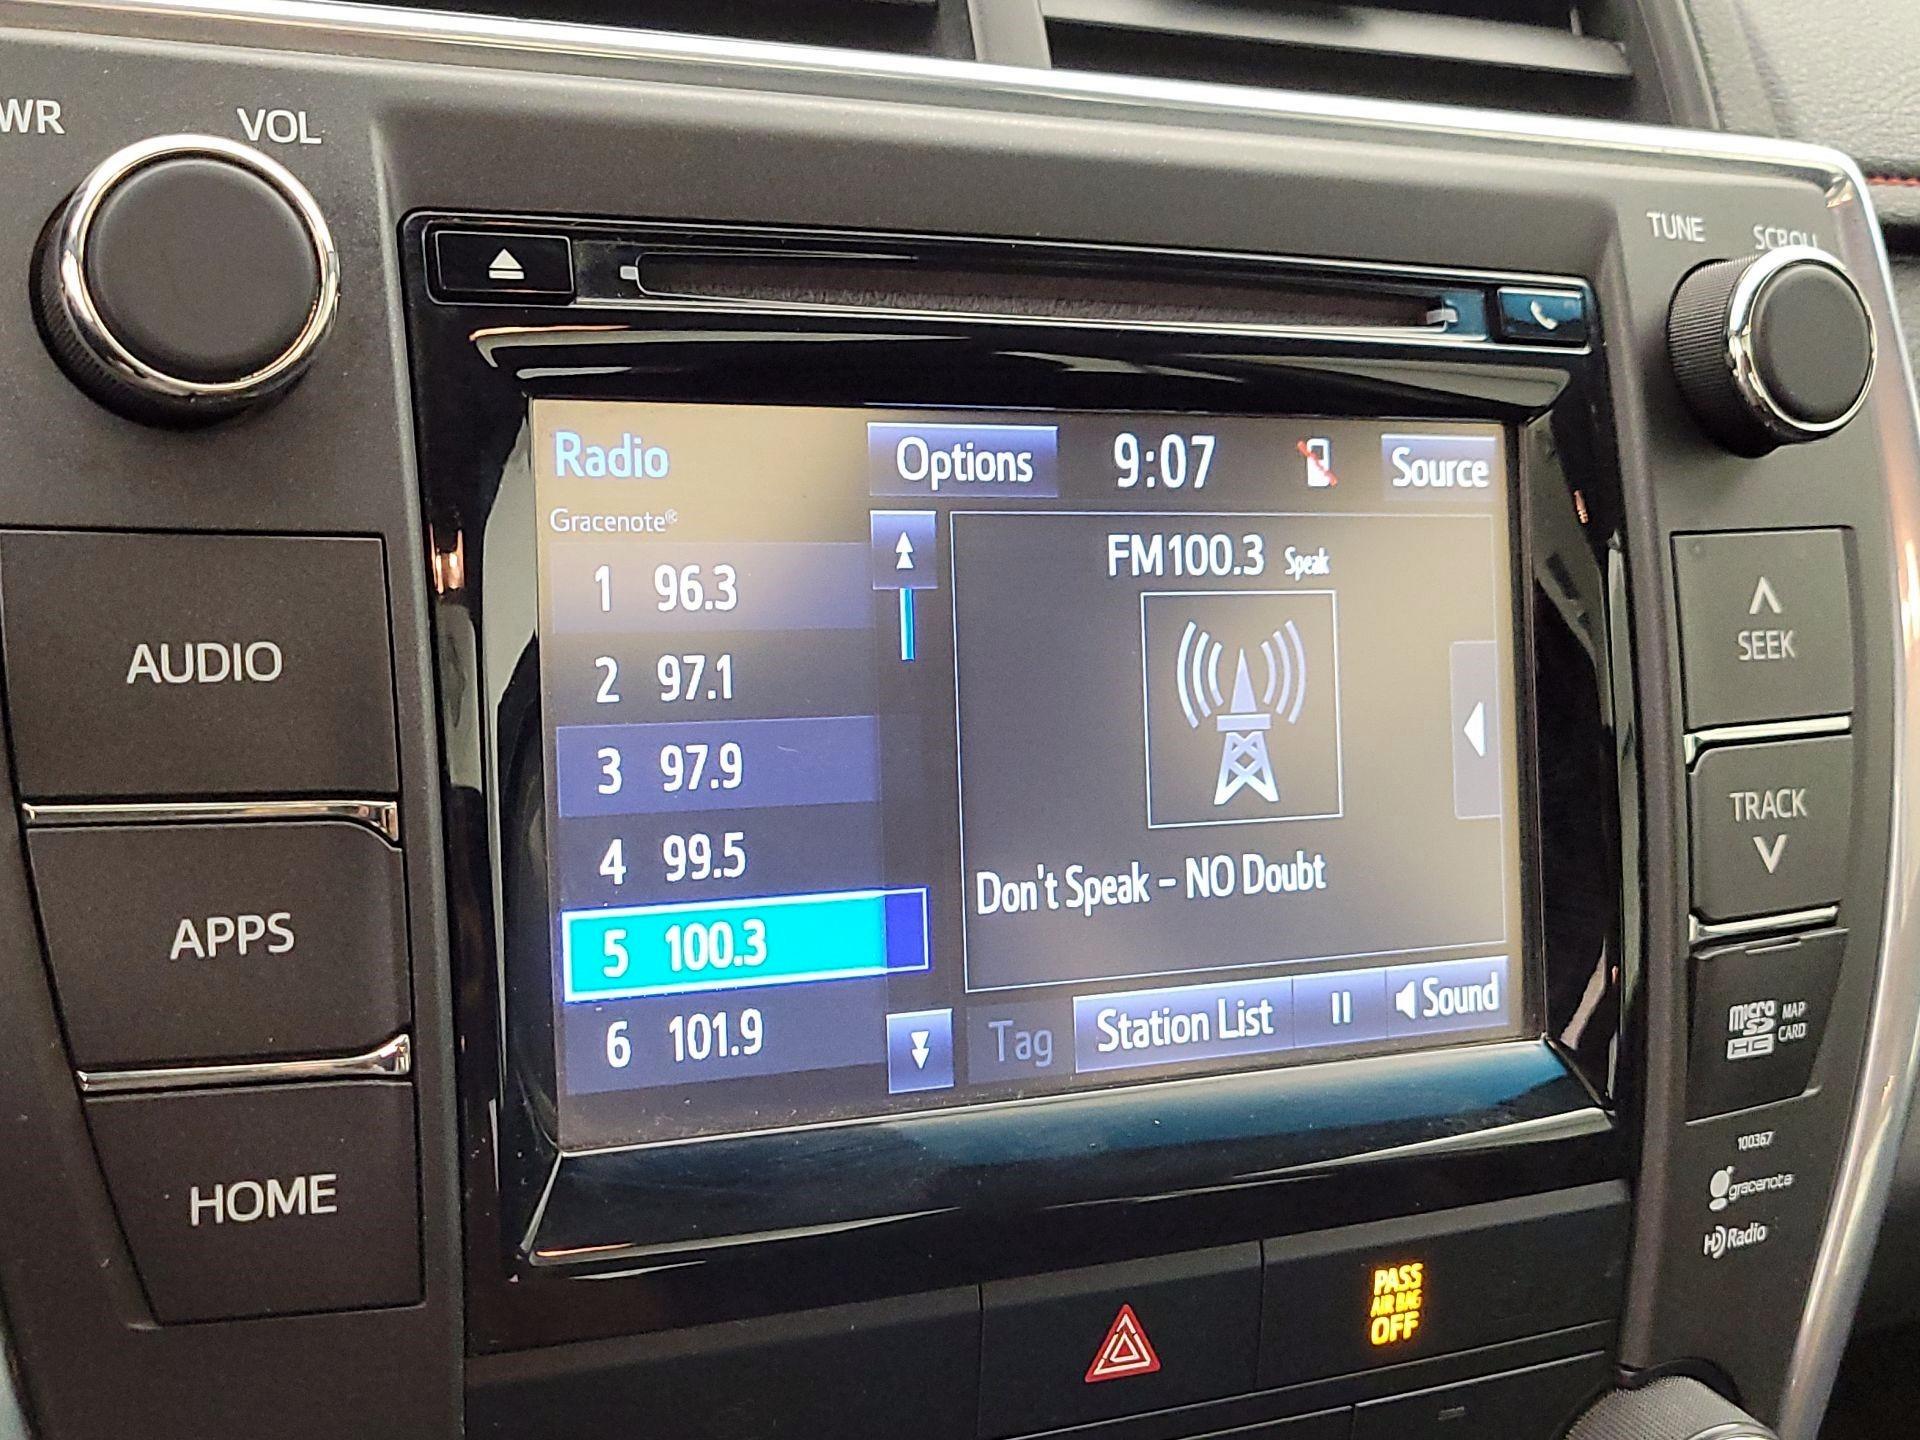 WR VOL
TUNE SCROLL
Radio Options 9:07 Source
Gracenote®
FM100.3 Speak
1 96.3
2 97.1
3 97.9
4 99.5
5 100.3
6 101.9
Don't Speak - NO Doubt
Tag Station List Sound
AUDIO
APPS
HOME
SEEK
TRACK
micro
SD
HC
MAP
CARD
100367
gracenote
HD Radio
PASS
AIR BAG
OFF